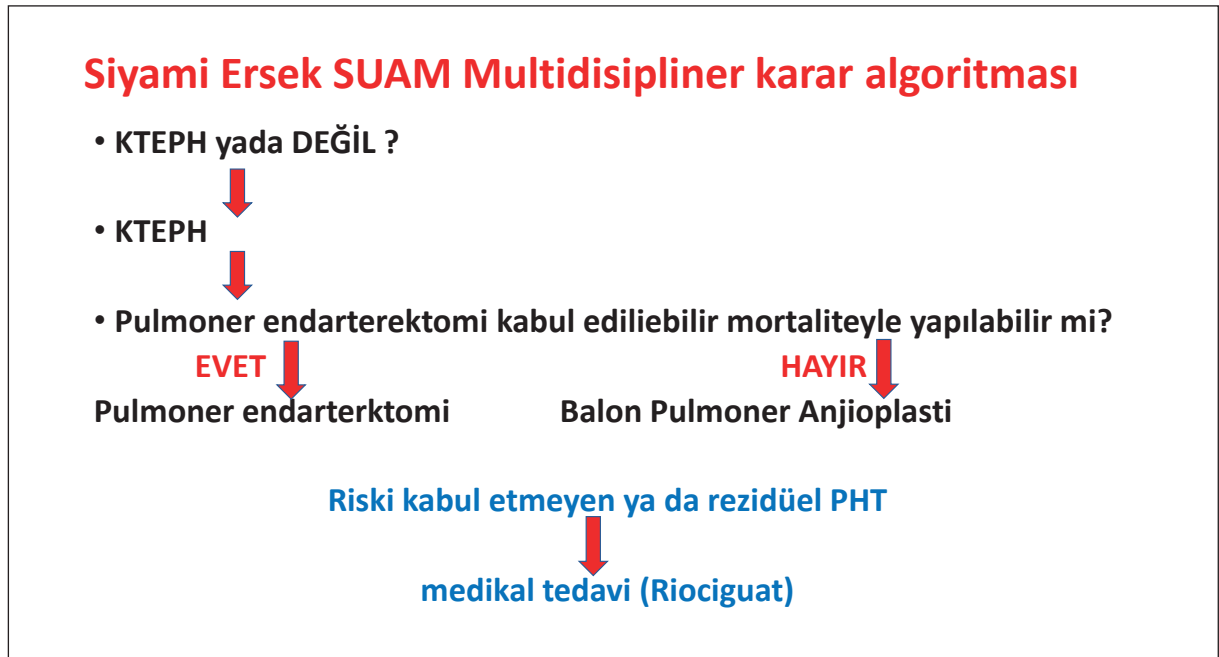 Siyami Ersek SUAM Multidisipliner karar algoritması
• KTEPH yada DEĞİL ?
• KTEPH
• Pulmoner endarterektomi kabul ediliebilir mortaliteyle yapılabilir mi?
EVET HAYIR
Pulmoner endarterktomi Balon Pulmoner Anjioplasti
Riski kabul etmeyen ya da rezidüel PHT
medikal tedavi (Riociguat)